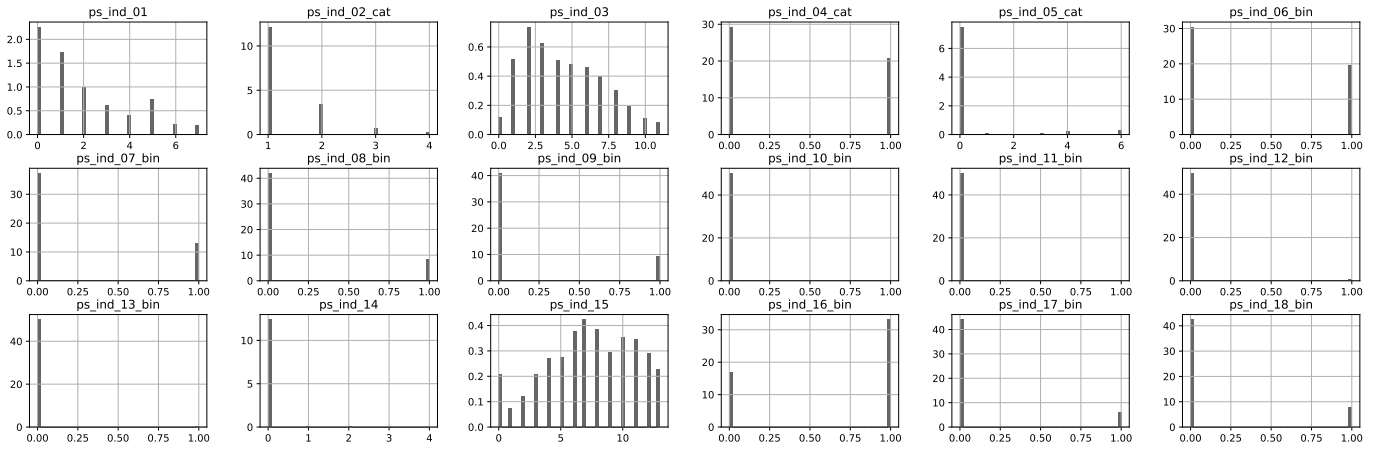 ps_ind_01 ps_ind_02_cat ps_ind_03 ps_ind_04_cat ps_ind_05_cat ps_ind_06_bin
2.0 1.5 1.0 0.5 0.0
0 2 4 6
10 5 0
1 2 3 4
0.6 0.4 0.2 0.0
0.0 2.5 5.0 7.5 10.0
30 20 10 0
0.00 0.25 0.50 0.75 1.00
6 4 2 0
0 2 4 6
30 20 10 0
0.00 0.25 0.50 0.75 1.00
ps_ind_07_bin ps_ind_08_bin ps_ind_09_bin ps_ind_10_bin ps_ind_11_bin ps_ind_12_bin
30 20 10 0
0.00 0.25 0.50 0.75 1.00
40 30 20 10 0
0.00 0.25 0.50 0.75 1.00
40 30 20 10 0
0.00 0.25 0.50 0.75 1.00
40 20 0
0.00 0.25 0.50 0.75 1.00
40 20 0
0.00 0.25 0.50 0.75 1.00
40 20 0
0.00 0.25 0.50 0.75 1.00
ps_ind_13_bin ps_ind_14 ps_ind_15 ps_ind_16_bin ps_ind_17_bin ps_ind_18_bin
40 20 0
0.00 0.25 0.50 0.75 1.00
10 5 0
0 1 2 3 4
0.4 0.3 0.2 0.1 0.0
0 5 10
30 20 10 0
0.00 0.25 0.50 0.75 1.00
40 30 20 10 0
0.00 0.25 0.50 0.75 1.00
40 30 20 10 0
0.00 0.25 0.50 0.75 1.00